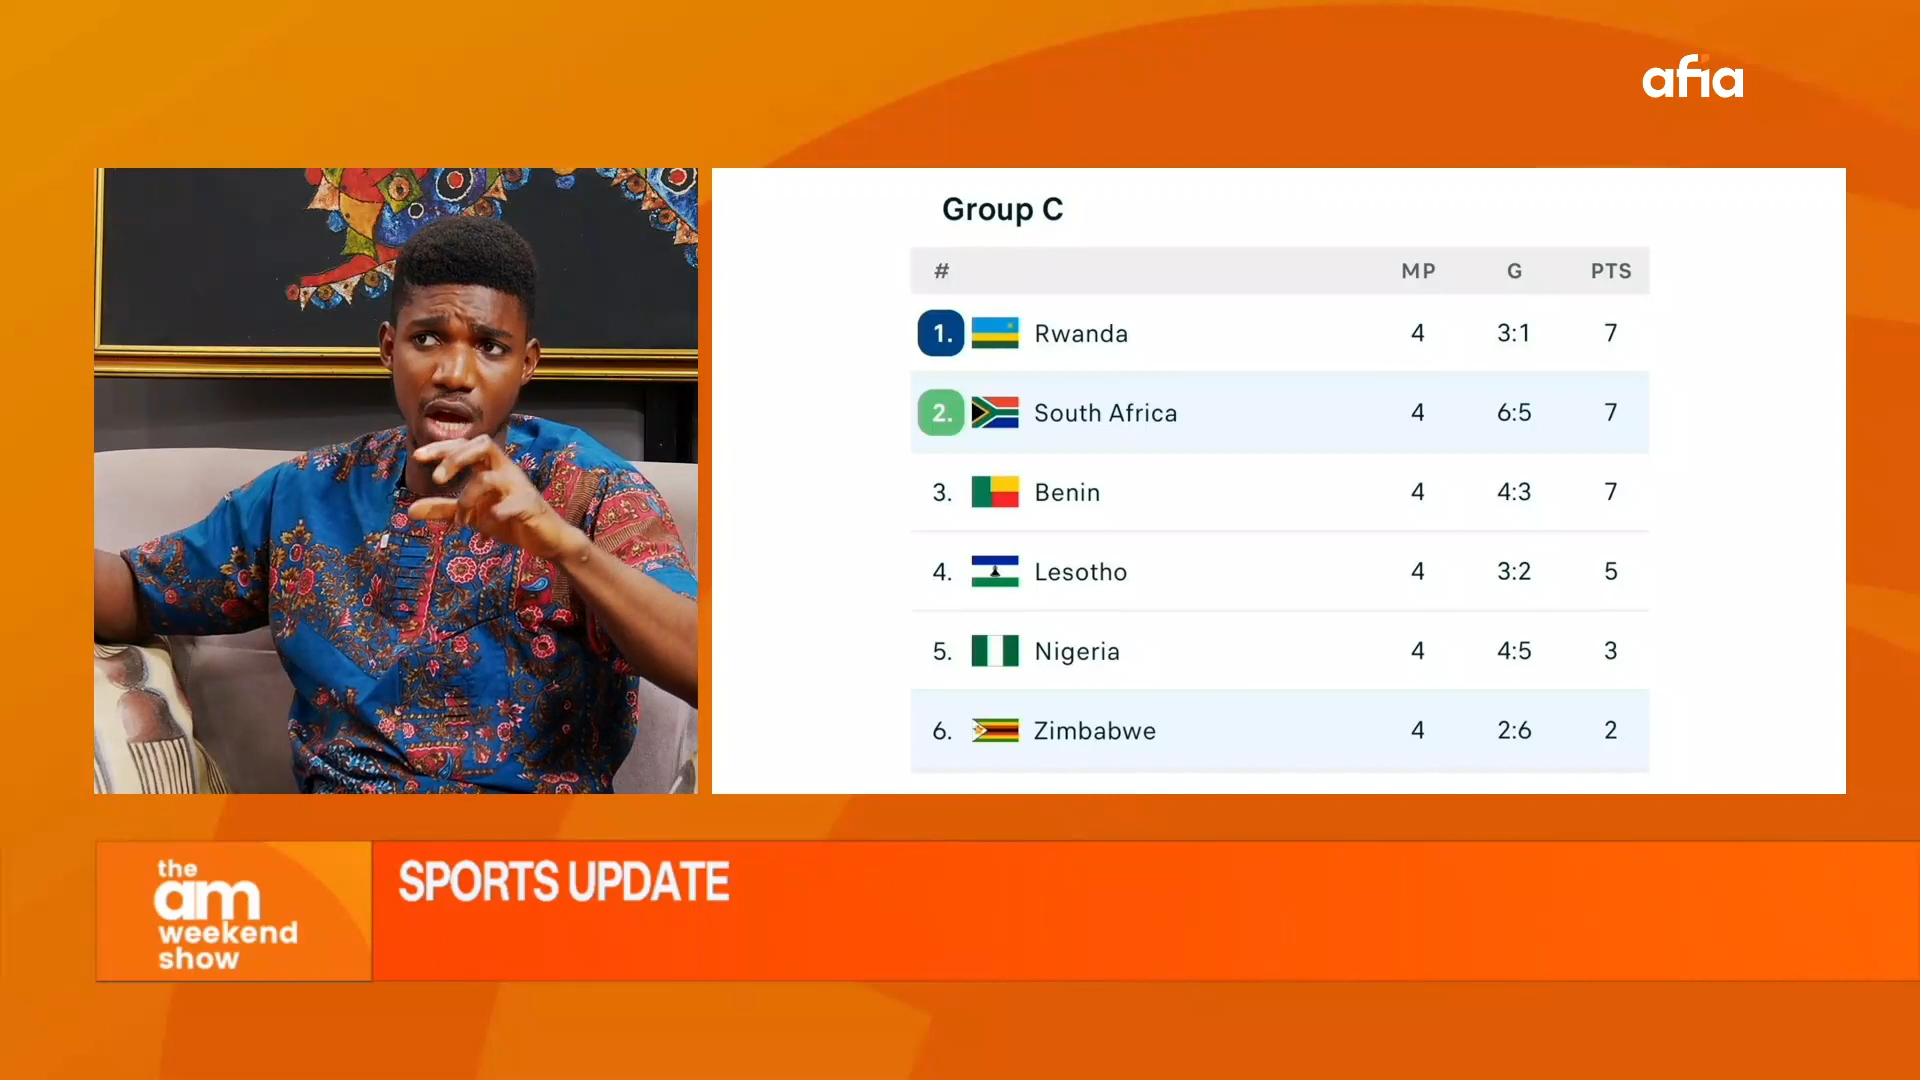 afia
Group C
# MP G PTS
1. Rwanda 4 3:1 7
2. South Africa 4 6:5 7
3. Benin 4 4:3 7
4. Lesotho 4 3:2 5
5. Nigeria 4 4:5 3
6. Zimbabwe 4 2:6 2
the
am
weekend
show
SPORTS UPDATE